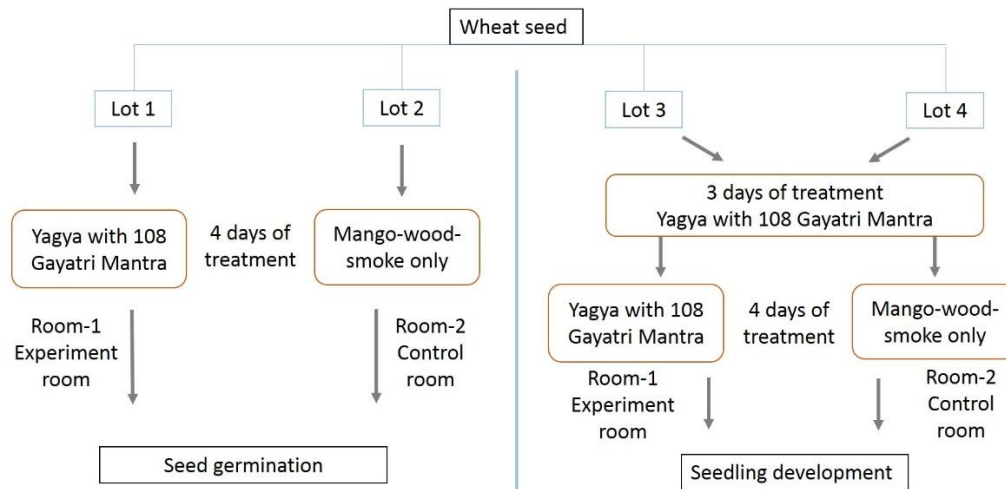 Wheat seed
Lot 1
Lot 2
Lot 3
Lot 4
Yagya with 108
Gayatri Mantra
4 days of
treatment
Mango-wood-
smoke only
Room-1
Experiment
room
Room-2
Control
room
Seed germination
3 days of treatment
Yagya with 108 Gayatri Mantra
Yagya with 108
Gayatri Mantra
4 days of
treatment
Mango-wood-
smoke only
Room-1
Experiment
room
Room-2
Control
room
Seedling development